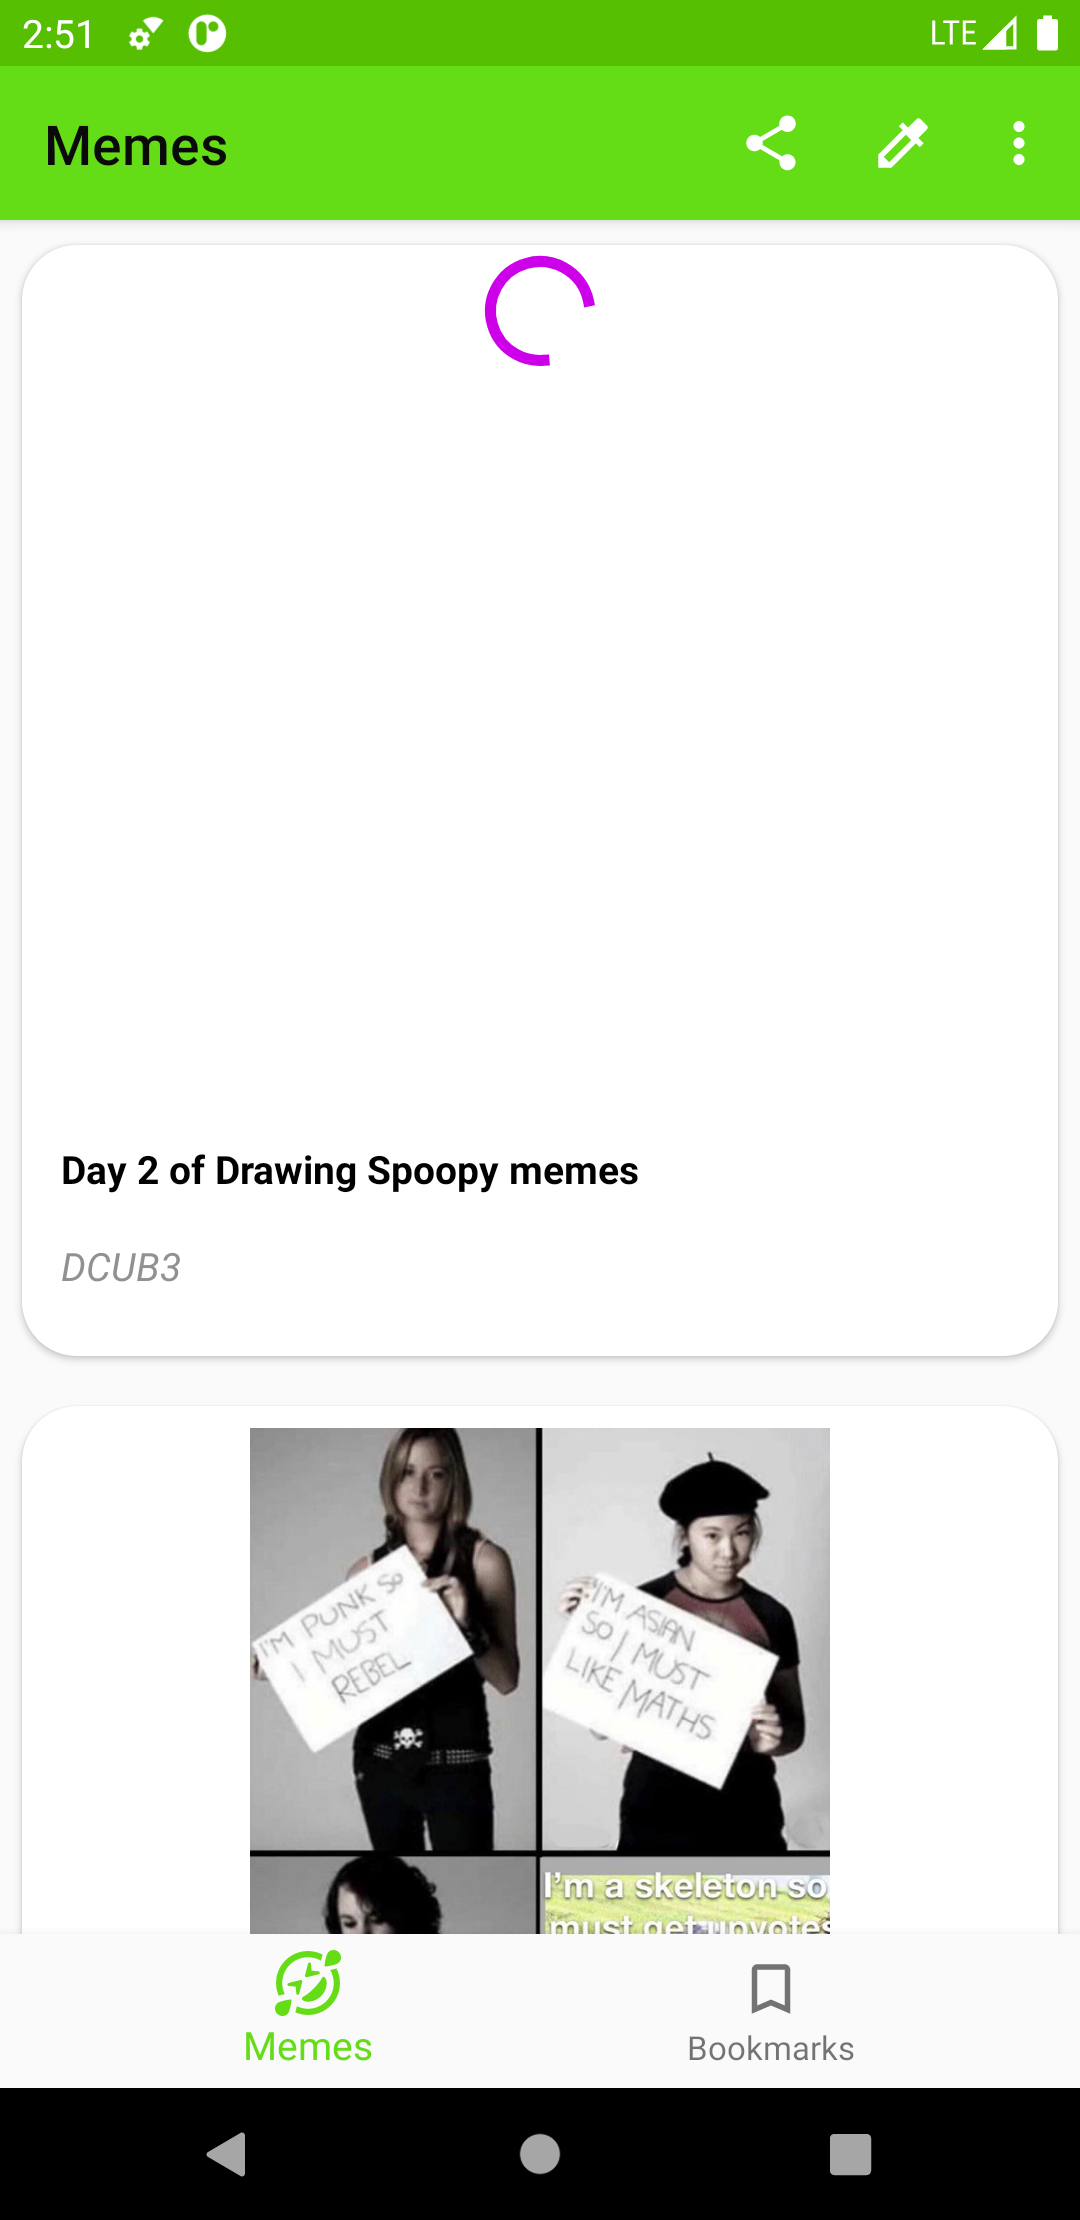 2:51
LTE
Memes
Day 2 of Drawing Spoopy memes
DCUB3
I'M PUNK SO
I MUST
REBEL
I'M ASIAN
SO I MUST
LIKE MATHS
I'm a skeleton so
must get upvotes
Memes
Bookmarks